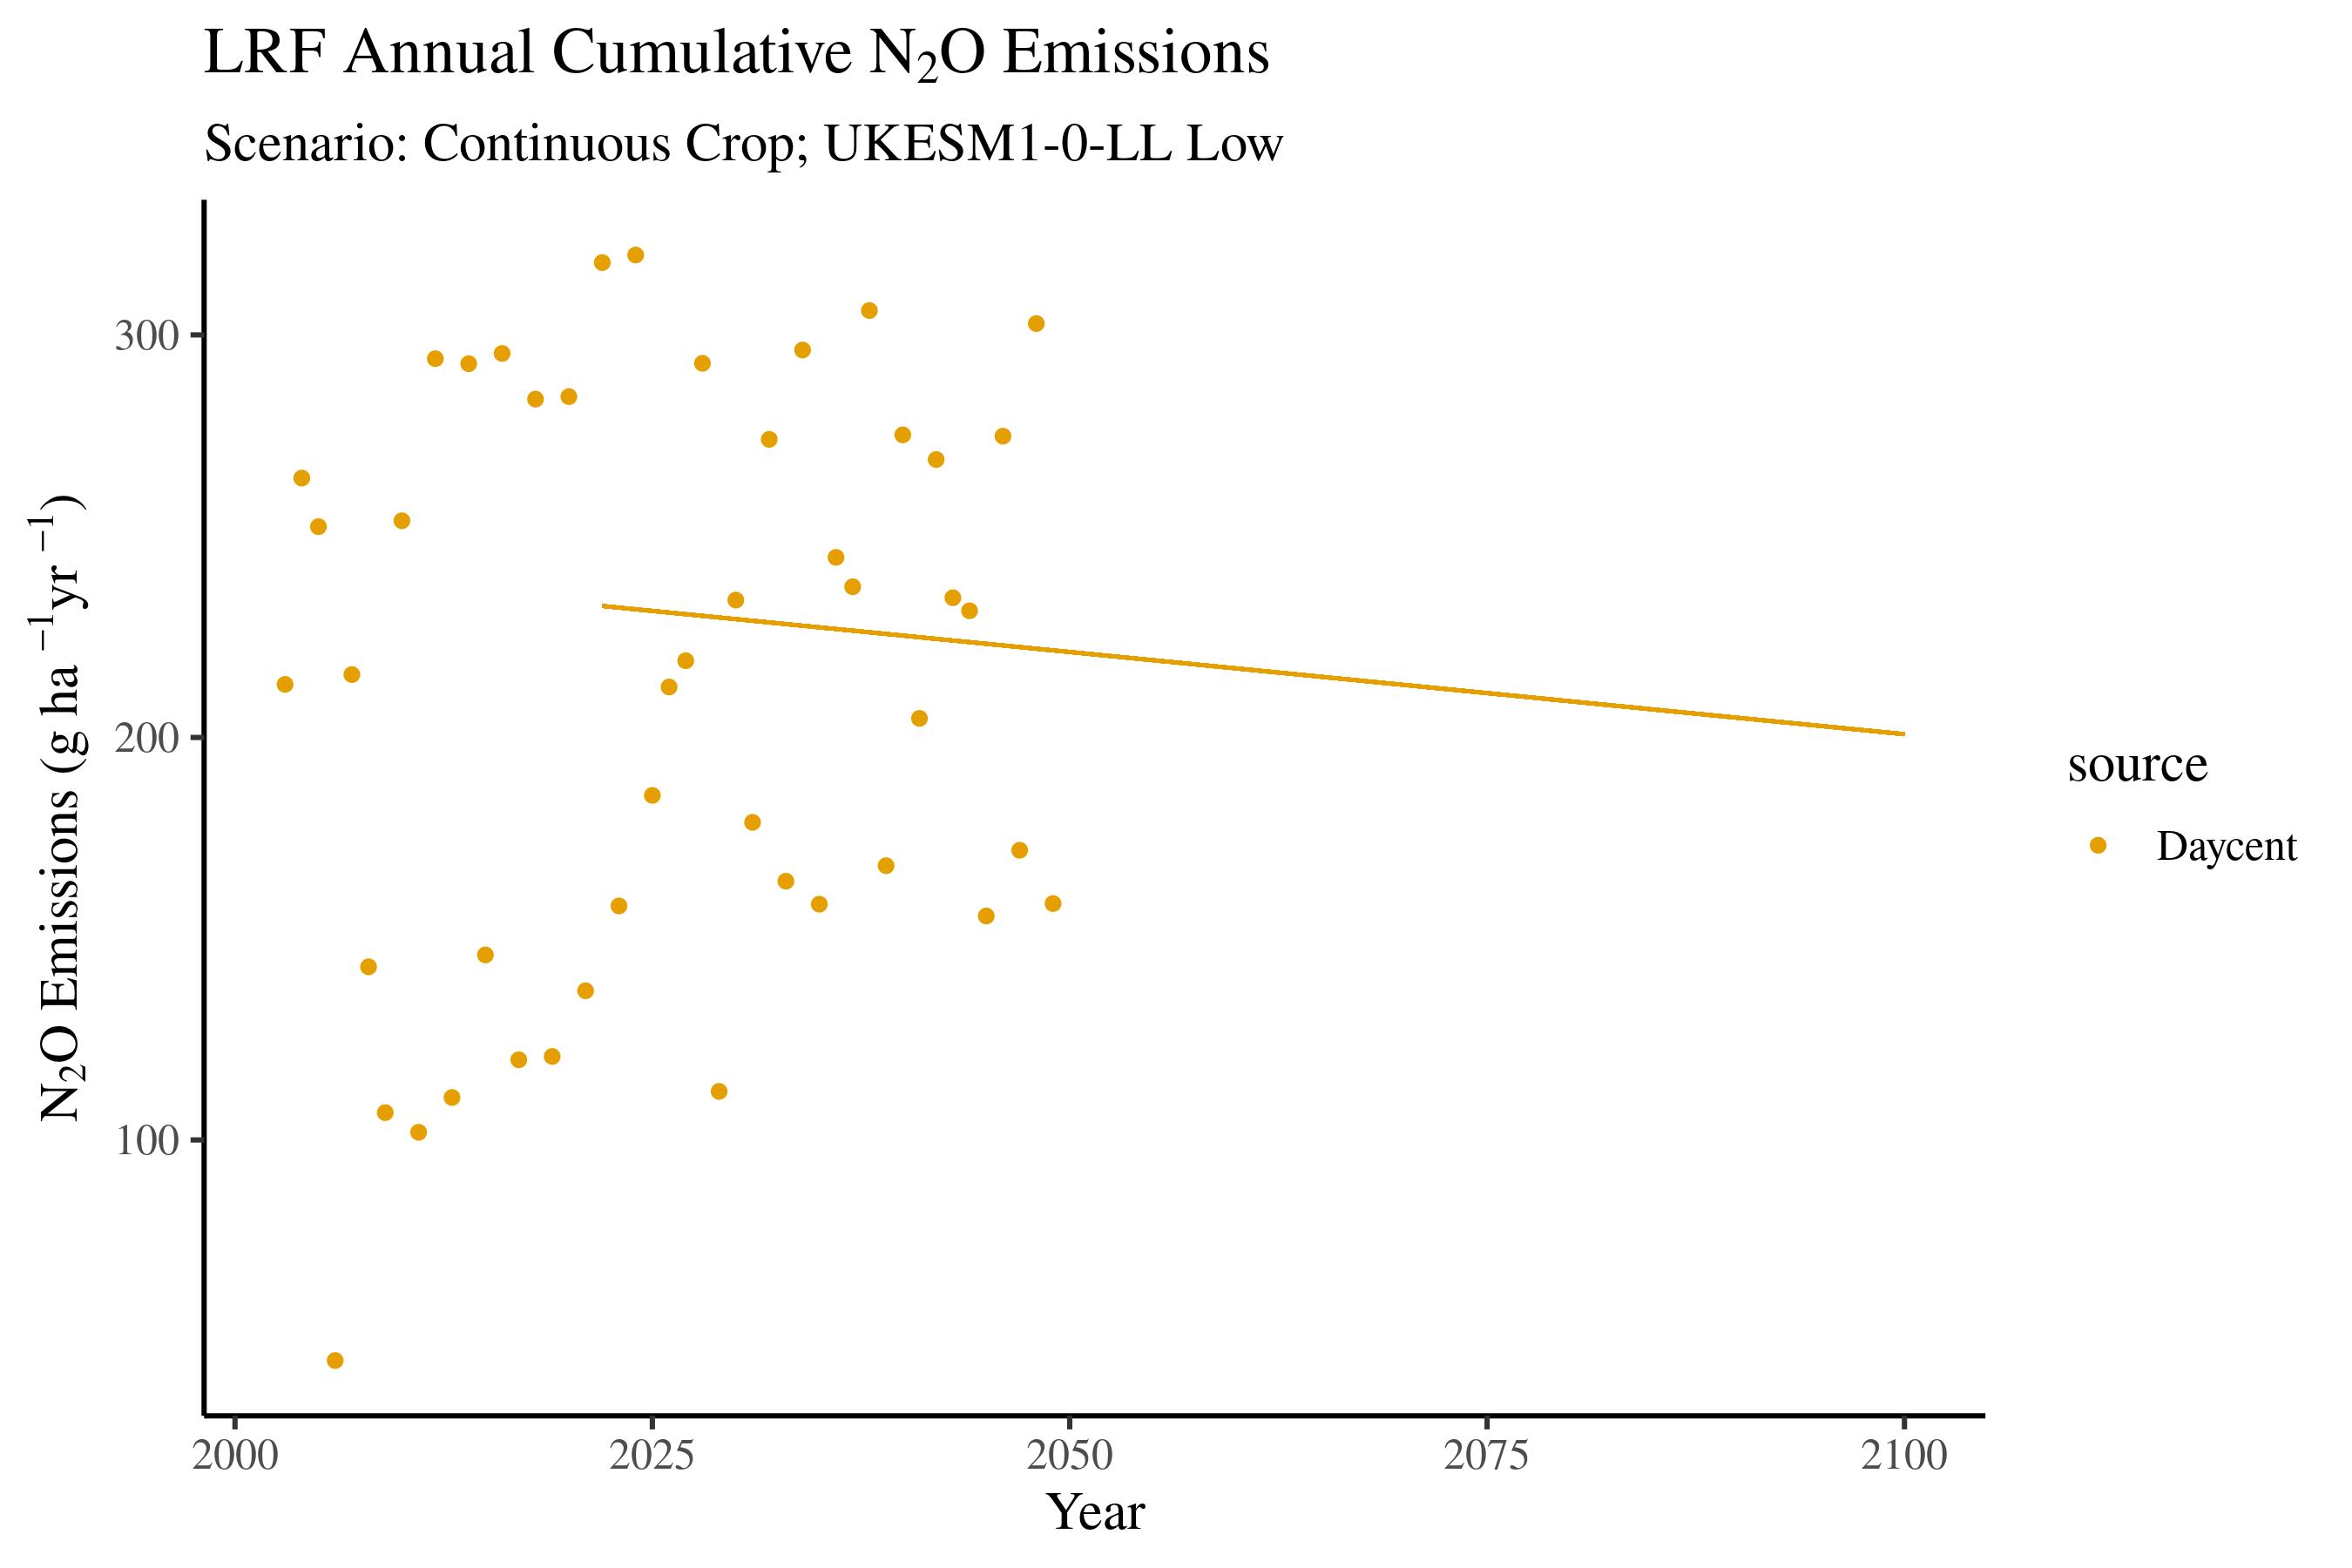 LRF Annual Cumulative N₂O Emissions
Scenario: Continuous Crop; UKESM1-0-LL Low
N₂O Emissions (g ha⁻¹yr⁻¹)
300
200
100
2000 2025 2050 2075 2100
Year
source
Daycent